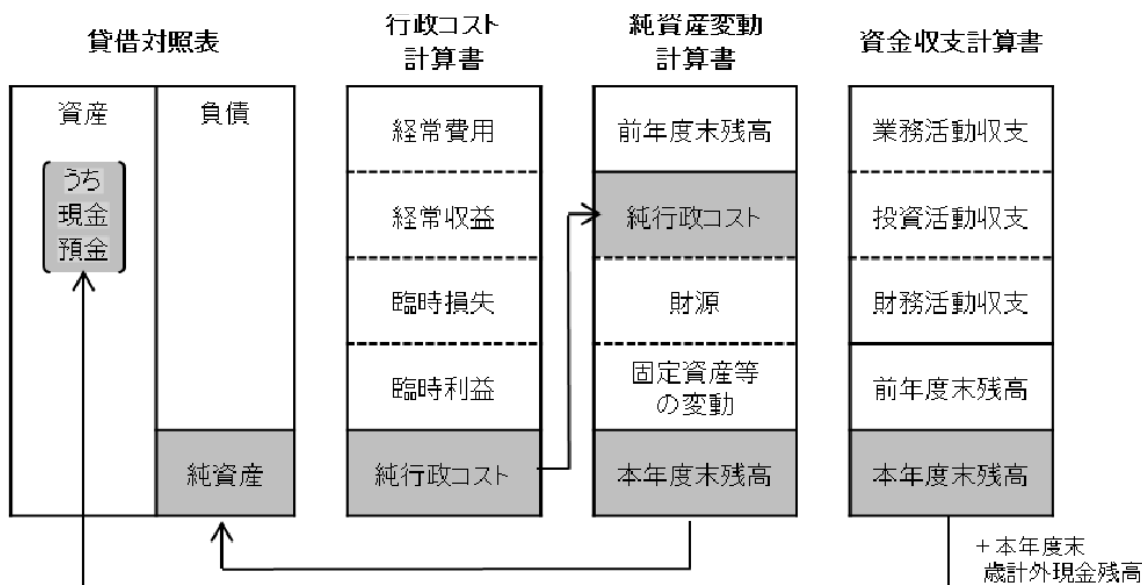 貸借対照表
資産
うち
現金
預金
負債
純資産
行政コスト
計算書
経常費用
経常収益
臨時損失
臨時利益
純行政コスト
純資産変動
計算書
前年度末残高
純行政コスト
財源
固定資産等
の変動
本年度末残高
資金収支計算書
業務活動収支
投資活動収支
財務活動収支
前年度末残高
本年度末残高
+本年度末
歳計外現金残高